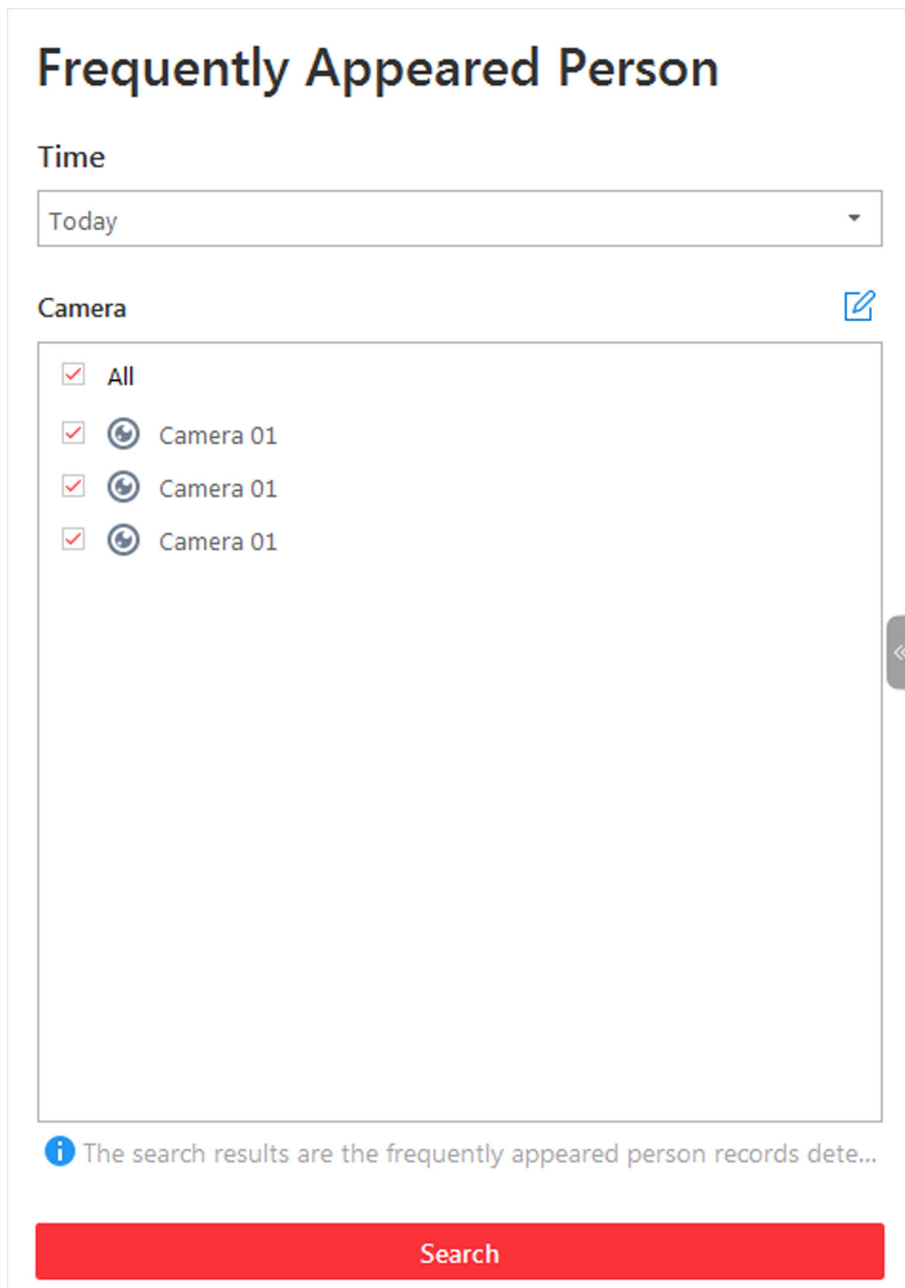 Frequently Appeared Person
Time
Today
Camera
All
Camera 01
Camera 01
Camera 01
The search results are the frequently appeared person records dete...
Search